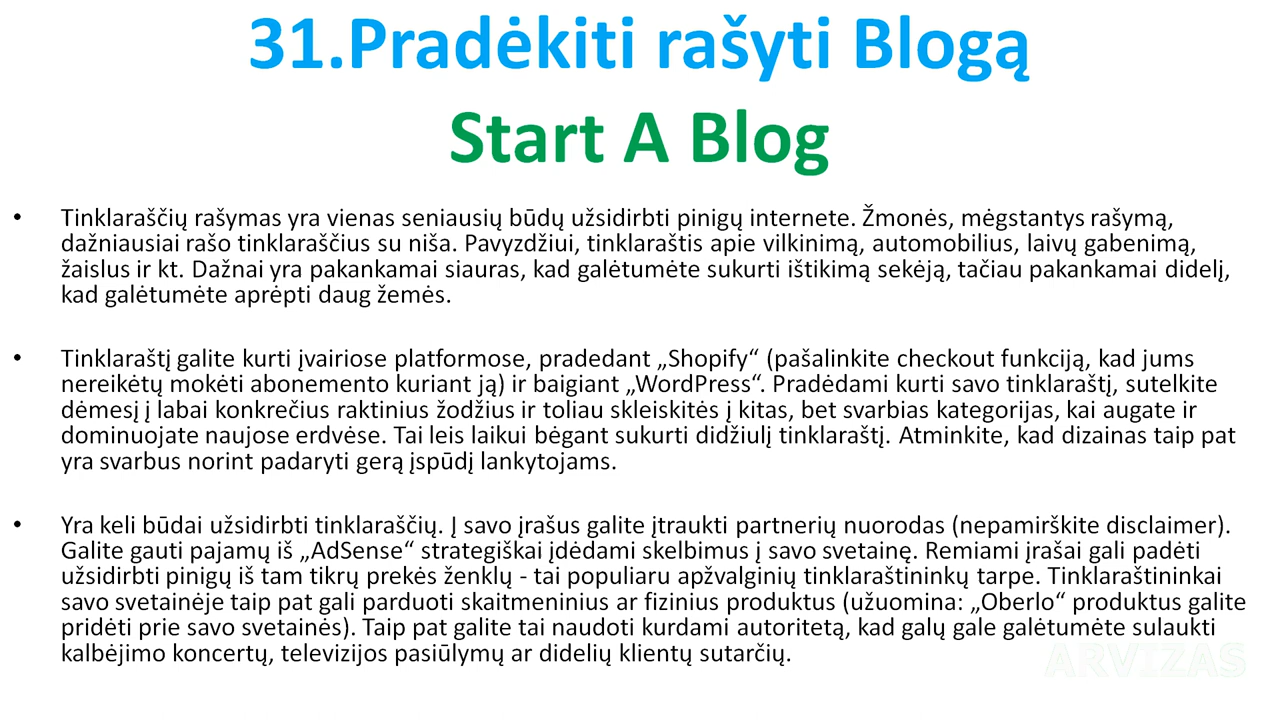 31.Pradėkiti rašyti Blogą
Start A Blog
• Tinklaraščių rašymas yra vienas seniausių būdų užsidirbti pinigų internete. Žmonės, mėgstantys rašymą,
dažniausiai rašo tinklaraščius su niša. Pavyzdžiui, tinklaraštis apie vilkinimą, automobilius, laivų gabenimą,
žaislus ir kt. Dažnai yra pakankamai siauras, kad galėtumėte sukurti ištikimą sekėją, tačiau pakankamai didelį,
kad galėtumėte aprėpti daug žemės.
• Tinklaraštį galite kurti įvairiose platformose, pradedant „Shopify“ (pašalinkite checkout funkciją, kad jums
nereikėtų mokėti abonemento kuriant ją) ir baigiant „WordPress“. Pradėdami kurti savo tinklaraštį, sutelkite
dėmesį į labai konkrečius raktinius žodžius ir toliau skleiskitės į kitas, bet svarbias kategorijas, kai augate ir
dominuojate naujose erdvėse. Tai leis laikui bėgant sukurti didžiulį tinklaraštį. Atminkite, kad dizainas taip pat
yra svarbus norint padaryti gerą įspūdį lankytojams.
• Yra keli būdai užsidirbti tinklaraščių. Į savo įrašus galite įtraukti partnerių nuorodas (nepamirškite disclaimer).
Galite gauti pajamų iš „AdSense“ strategiškai įdėdami skelbimus į savo svetainę. Remiami įrašai gali padėti
užsidirbti pinigų iš tam tikrų prekės ženklų - tai populiaru apžvalginių tinklaraštininkų tarpe. Tinklaraštininkai
savo svetainėje taip pat gali parduoti skaitmeninius ar fizinius produktus (užuomina: „Oberlo“ produktus galite
pridėti prie savo svetainės). Taip pat galite tai naudoti kurdami autoritetą, kad galų gale galėtumėte sulaukti
kalbėjimo koncertų, televizijos pasiūlymų ar didelių klientų sutarčių.
ARVIZAS